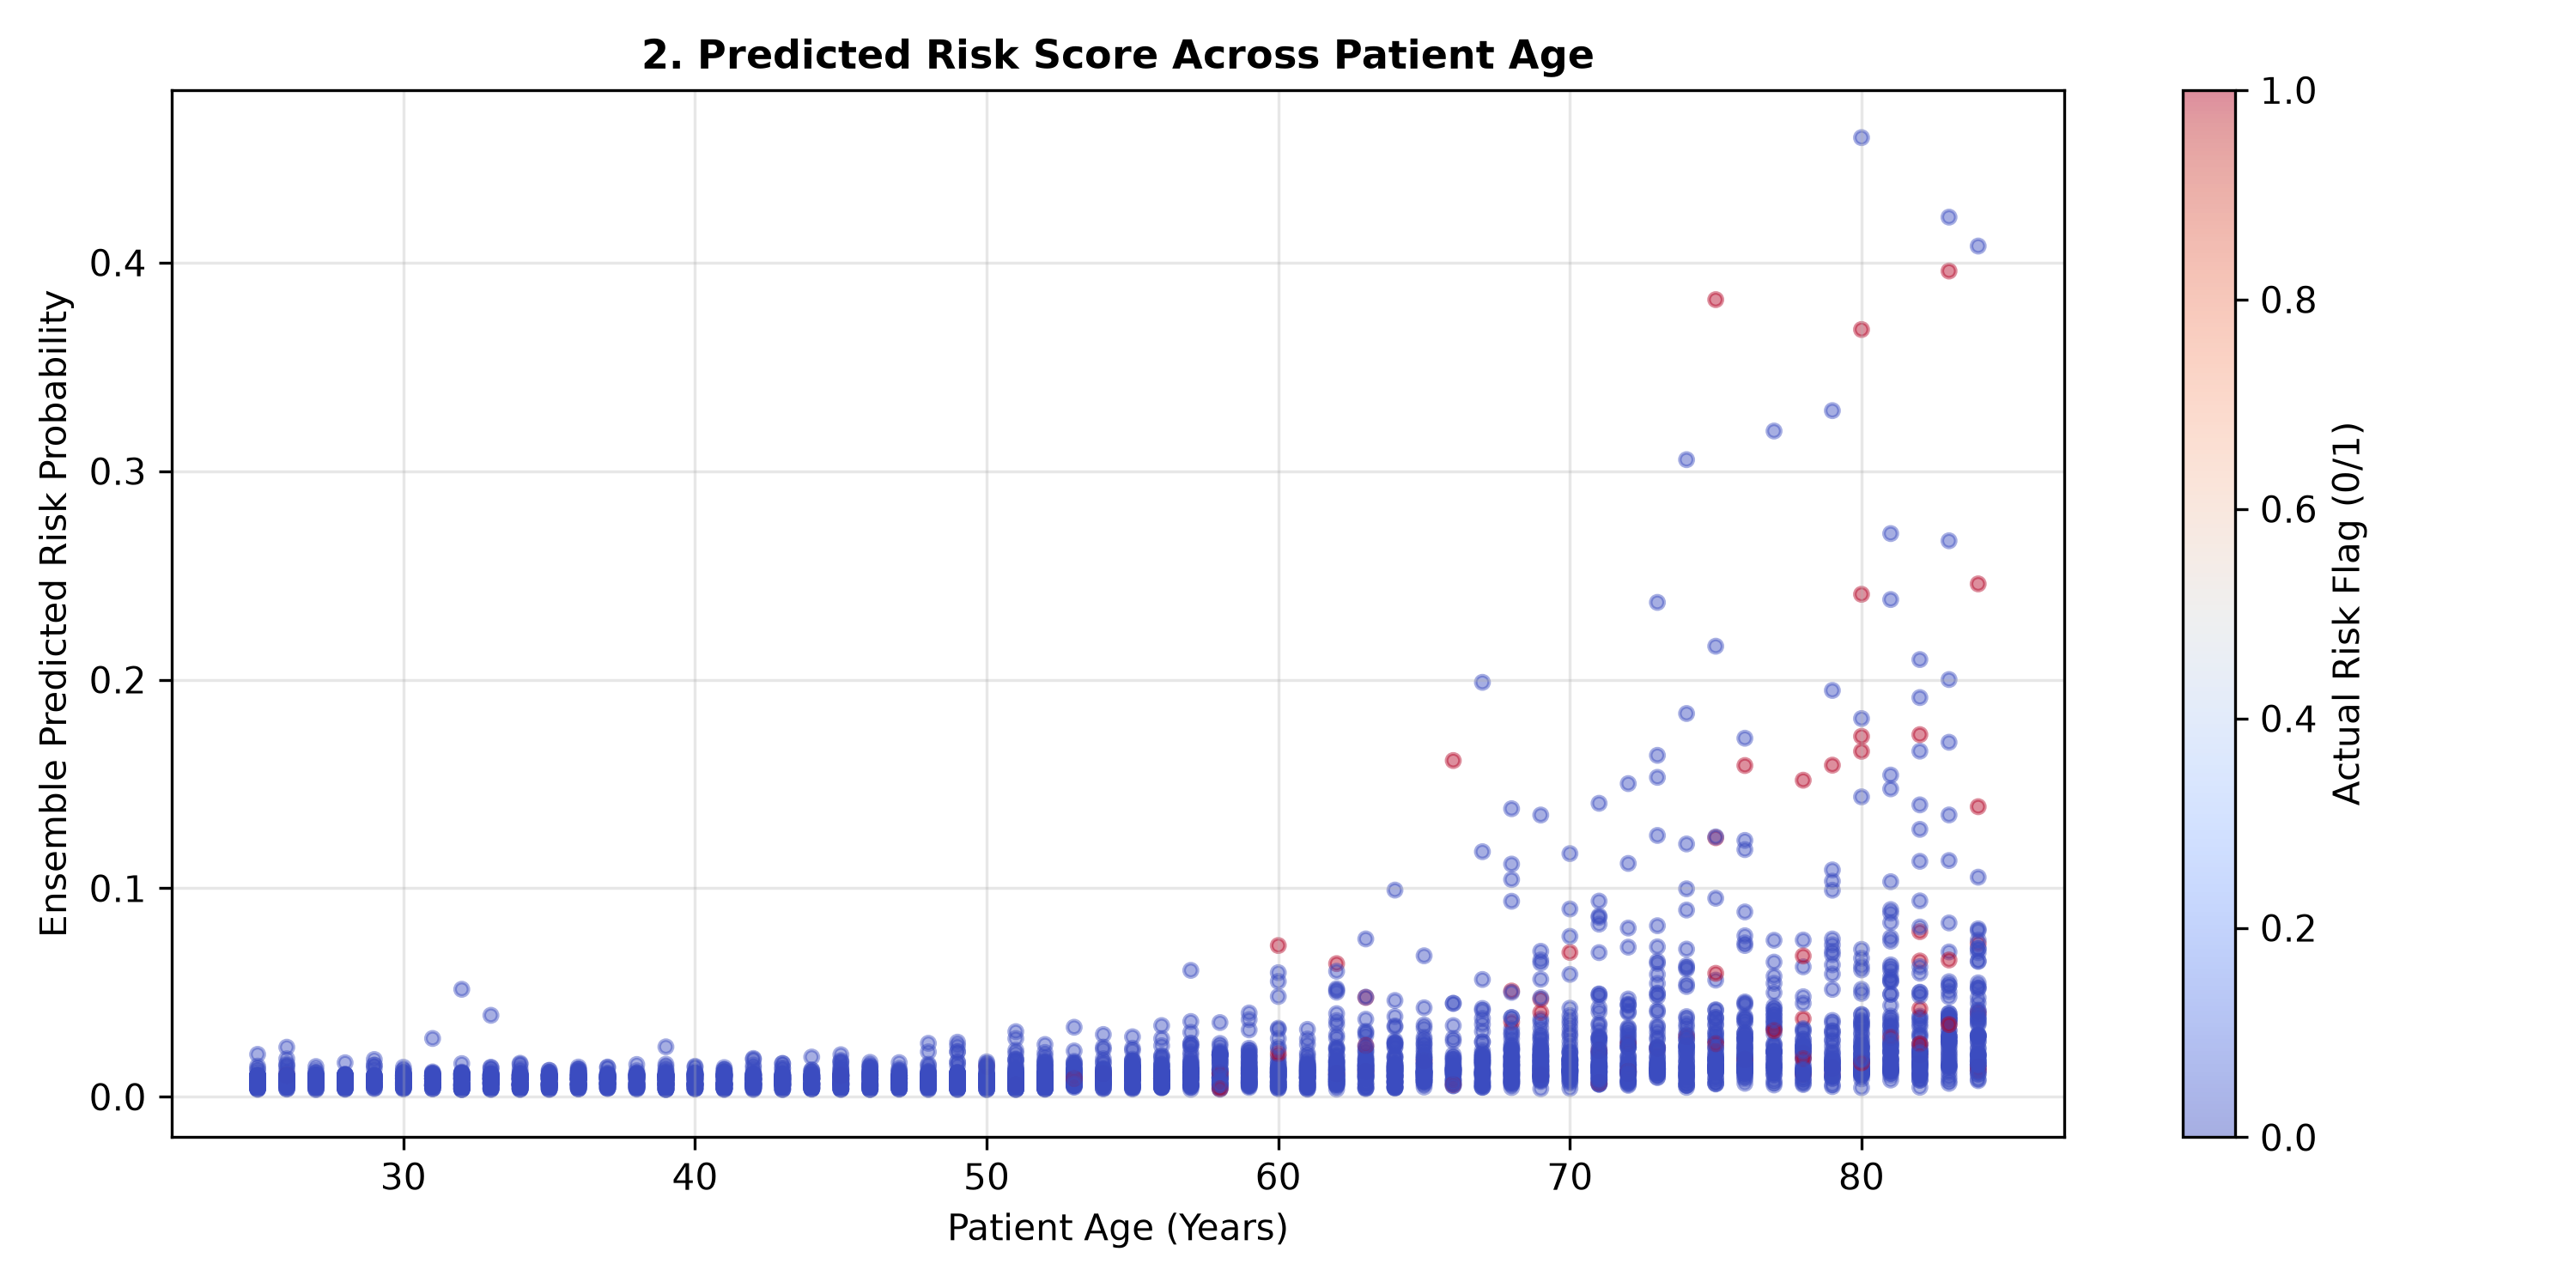 2. Predicted Risk Score Across Patient Age
Ensemble Predicted Risk Probability
0.4
0.3
0.2
0.1
0.0
30 40 50 60 70 80
Patient Age (Years)
1.0
0.8
0.6
0.4
0.2
0.0
Actual Risk Flag (0/1)